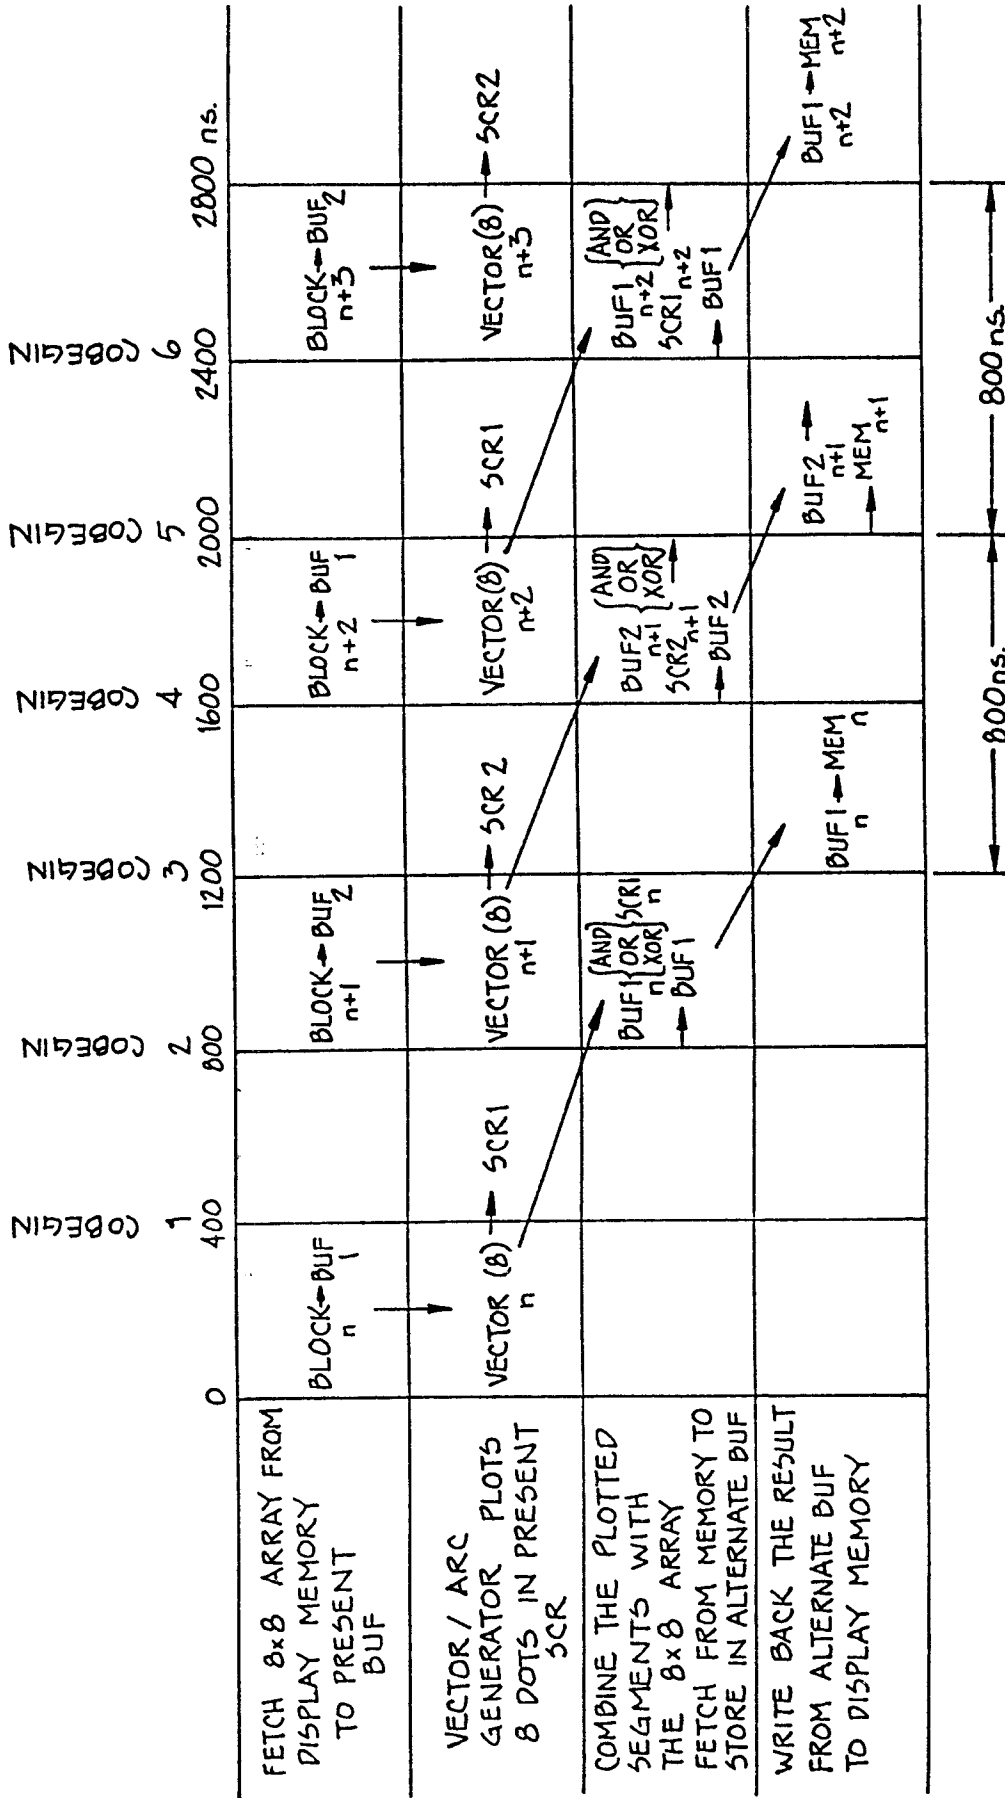 COBEGIN COBEGIN COBEGIN COBEGIN COBEGIN COBEGIN
1 2 3 4 5 6
0 400 800 1200 1600 2000 2400 2800 ns.
FETCH 8x8 ARRAY FROM
DISPLAY MEMORY
TO PRESENT
BUF
BLOCK BUF
n 1
BLOCK BUF
n+1 2
BLOCK BUF
n+2 1
BLOCK BUF
n+3 2
VECTOR / ARC
GENERATOR PLOTS
8 DOTS IN PRESENT
SCR
VECTOR (8) → SCR1
n
VECTOR (8) → SCR 2
n+1
VECTOR(8) → SCR1
n+2
VECTOR(8) → SCR2
n+3
COMBINE THE PLOTTED
SEGMENTS WITH
THE 8x8 ARRAY
FETCH FROM MEMORY TO
STORE IN ALTERNATE BUF
BUF1 {AND OR XOR} SCR1
n n
→ BUF1
BUF2 {AND OR XOR} →
n+1
SCR2 n+1
→ BUF2
BUF1 {AND OR XOR} →
n+2
SCR1 n+2
→ BUF1
WRITE BACK THE RESULT
FROM ALTERNATE BUF
TO DISPLAY MEMORY
BUF1 → MEM
n n
BUF2 →
n+1
→ MEM n+1
BUF1 → MEM
n+2 n+2
800ns.
800 ns.